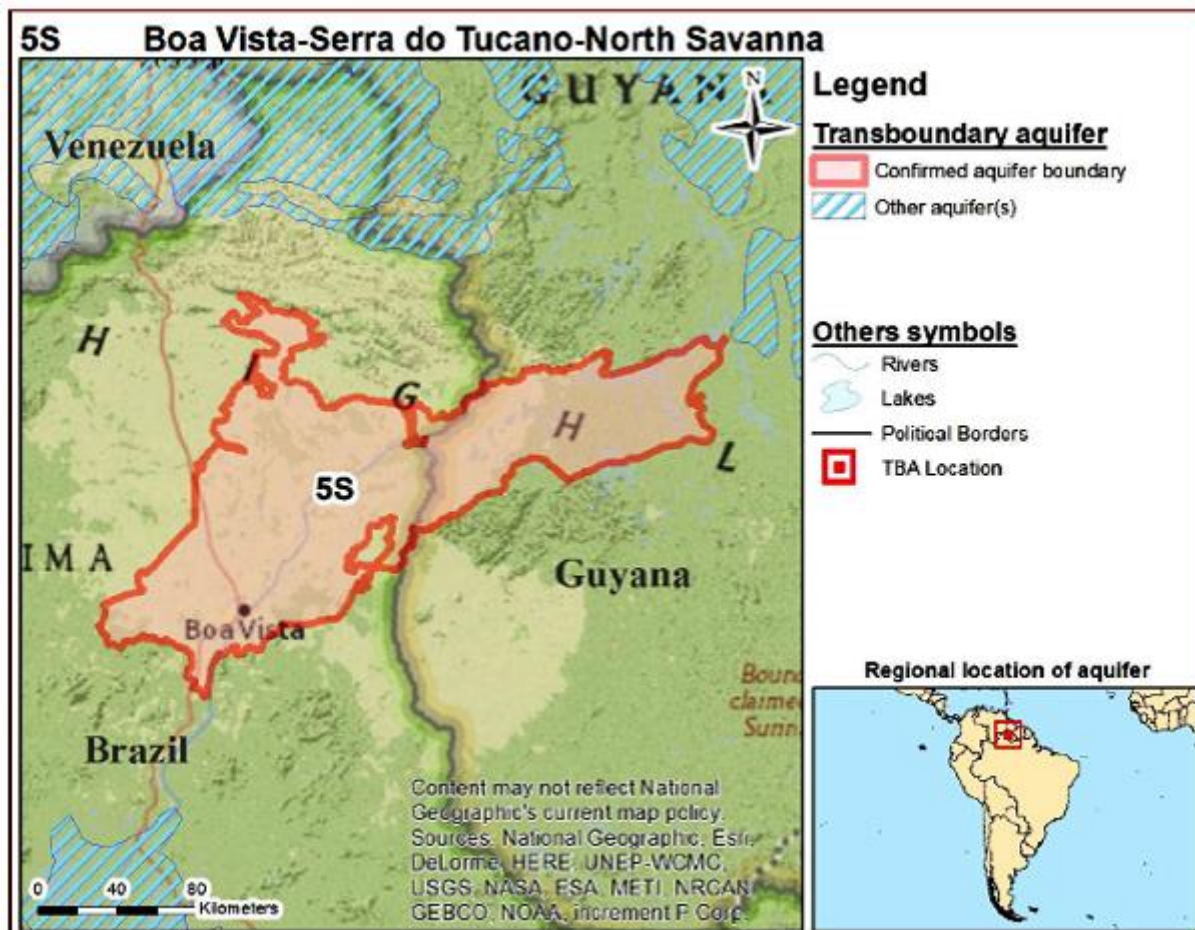 5S Boa Vista-Serra do Tucano-North Savanna
GUYAN
N
Venezuela
H
I
G
H
L
5S
IMA
Guyana
Boa Vista
Brazil
Boun
claime
Surin
Content may not reflect National
Geographic's current map policy.
Sources: National Geographic, Esri,
DeLorme, HERE, UNEP-WCMC,
USGS, NASA, ESA, METI, NRCAN,
GEBCO, NOAA, increment P Corp.
0 40 80
Kilometers
Legend
Transboundary aquifer
Confirmed aquifer boundary
Other aquifer(s)
Others symbols
Rivers
Lakes
Political Borders
TBA Location
Regional location of aquifer